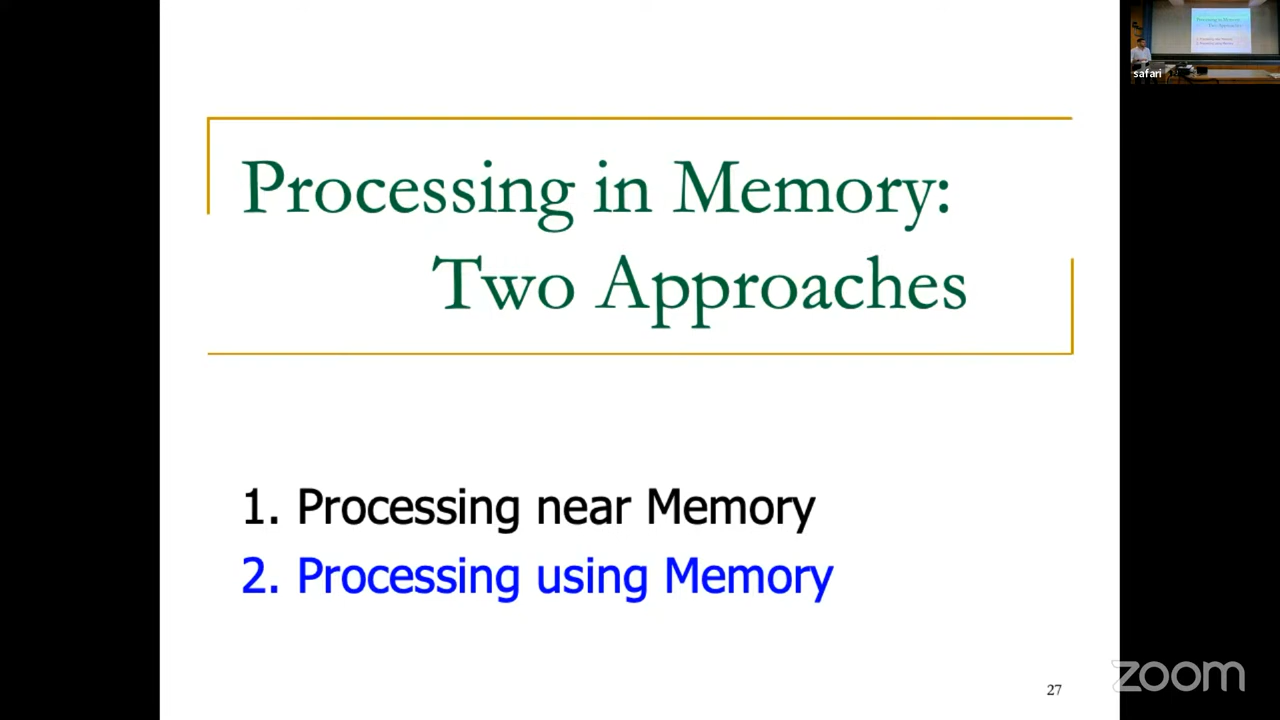 Processing in Memory:
Two Approaches
1. Processing near Memory
2. Processing using Memory
27
safari
zoom